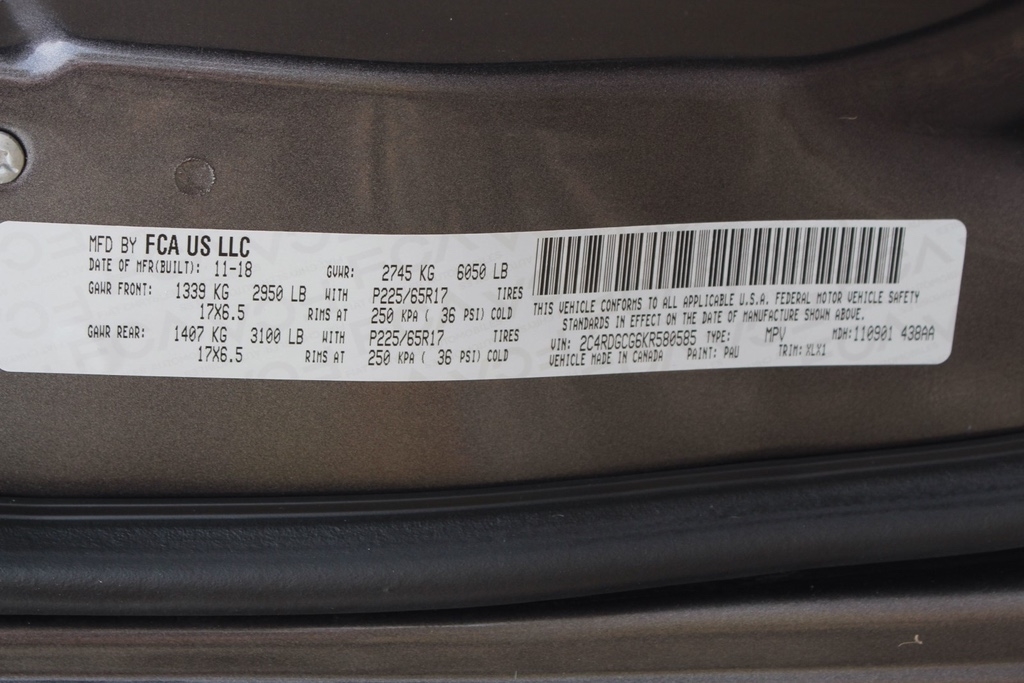 MFD BY FCA US LLC
DATE OF MFR(BUILT): 11-18 GVWR: 2745 KG 6050 LB
GAWR FRONT: 1339 KG 2950 LB WITH P225/65R17 TIRES
17X6.5 RIMS AT 250 KPA ( 36 PSI) COLD
GAWR REAR: 1407 KG 3100 LB WITH P225/65R17 TIRES
17X6.5 RIMS AT 250 KPA ( 36 PSI) COLD
THIS VEHICLE CONFORMS TO ALL APPLICABLE U.S.A. FEDERAL MOTOR VEHICLE SAFETY
STANDARDS IN EFFECT ON THE DATE OF MANUFACTURE SHOWN ABOVE.
VIN: 2C4RDGCG6KR580585 TYPE: MPV MDH:110901 438AA
VEHICLE MADE IN CANADA PAINT: PAU TRIM: XLX1